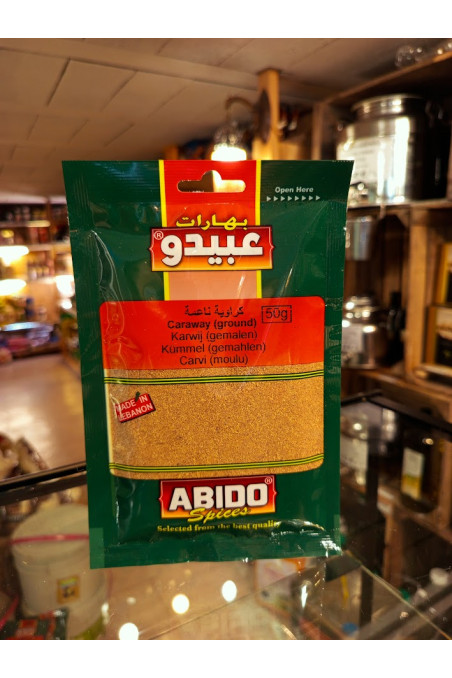 Open Here
بهارات
عبيدو®
كراوية ناعمة
50g
Caraway (ground)
Karwij (gemalen)
Kümmel (gemahlen)
Carvi (moulu)
MADE IN
LEBANON
ABIDO®
Spices
Selected from the best quality